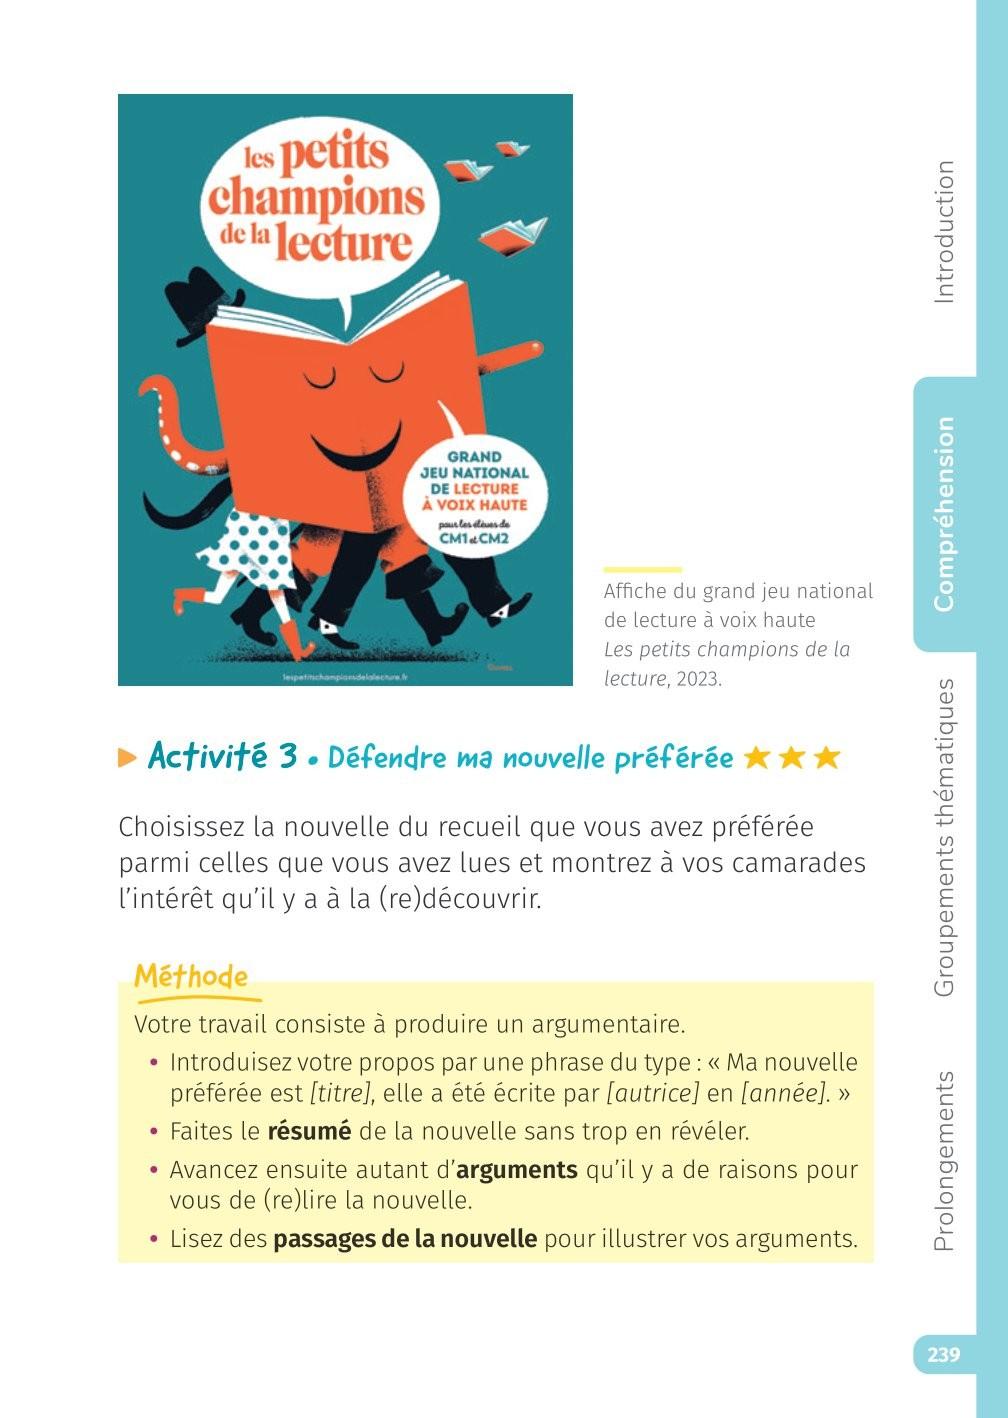 les petits
champions
de la lecture
GRAND
JEU NATIONAL
DE LECTURE
À VOIX HAUTE
pour les élèves de
CM1 et CM2
lespetitschampionsdelalecture.fr
Affiche du grand jeu national
de lecture à voix haute
Les petits champions de la
lecture, 2023.
Activité 3 • Défendre ma nouvelle préférée
Choisissez la nouvelle du recueil que vous avez préférée
parmi celles que vous avez lues et montrez à vos camarades
l’intérêt qu’il y a à la (re)découvrir.
Méthode
Votre travail consiste à produire un argumentaire.
• Introduisez votre propos par une phrase du type : « Ma nouvelle
préférée est [titre], elle a été écrite par [autrice] en [année]. »
• Faites le résumé de la nouvelle sans trop en révéler.
• Avancez ensuite autant d’arguments qu’il y a de raisons pour
vous de (re)lire la nouvelle.
• Lisez des passages de la nouvelle pour illustrer vos arguments.
Introduction
Compréhension
Groupements thématiques
Prolongements
239